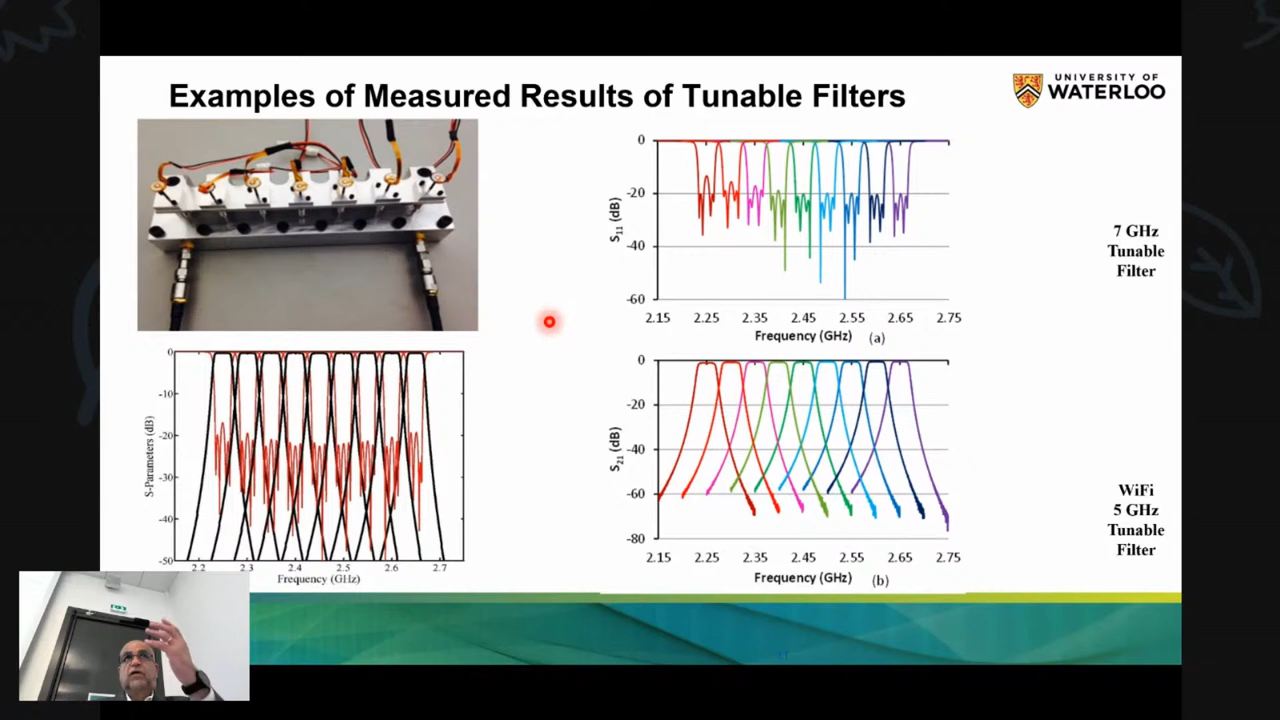 Examples of Measured Results of Tunable Filters
UNIVERSITY OF
WATERLOO
0
-20
-40
-60
S11 (dB)
2.15 2.25 2.35 2.45 2.55 2.65 2.75
Frequency (GHz) (a)
7 GHz
Tunable
Filter
0
-10
-20
-30
-40
-50
S-Parameters (dB)
2.2 2.3 2.4 2.5 2.6 2.7
Frequency (GHz)
0
-20
-40
-60
-80
S21 (dB)
2.15 2.25 2.35 2.45 2.55 2.65 2.75
Frequency (GHz) (b)
WiFi
5 GHz
Tunable
Filter